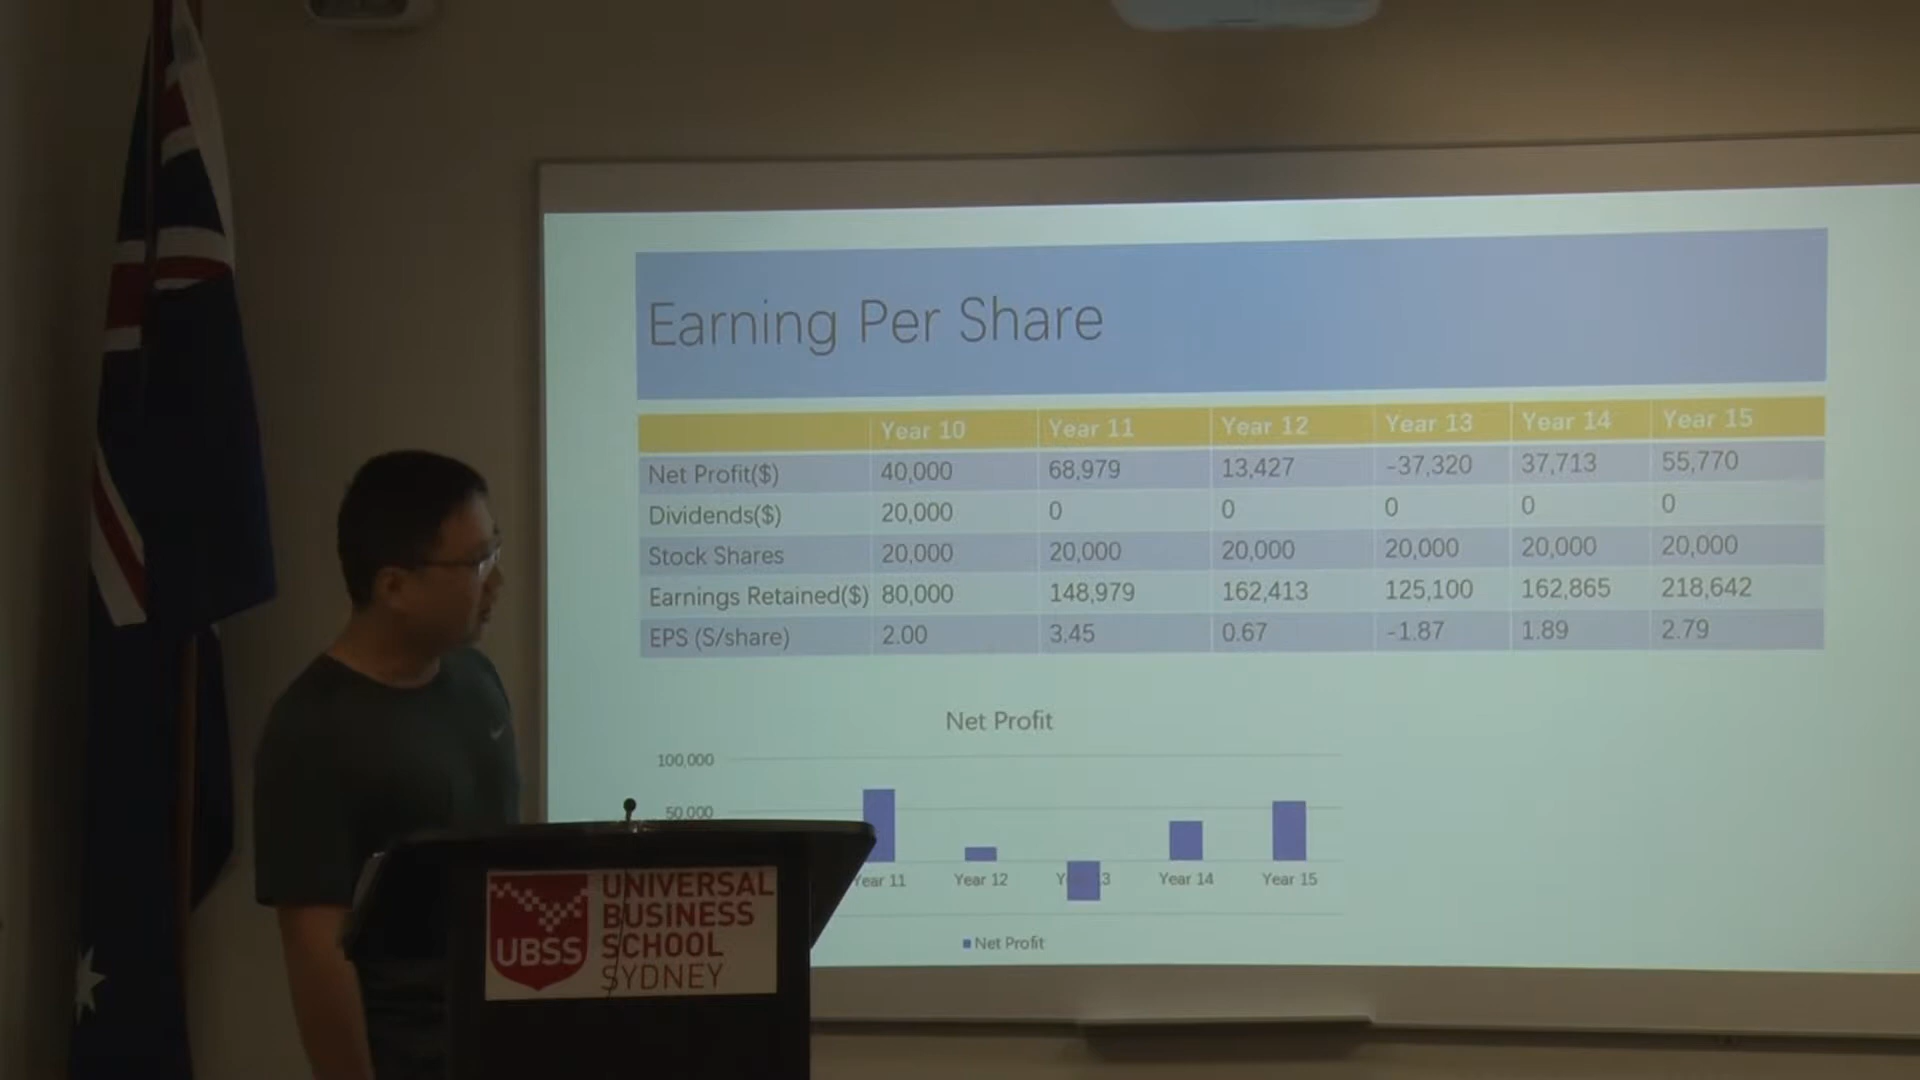 Earning Per Share
Year 10 Year 11 Year 12 Year 13 Year 14 Year 15
Net Profit($) 40,000 68,979 13,427 -37,320 37,713 55,770
Dividends($) 20,000 0 0 0 0 0
Stock Shares 20,000 20,000 20,000 20,000 20,000 20,000
Earnings Retained($) 80,000 148,979 162,413 125,100 162,865 218,642
EPS (S/share) 2.00 3.45 0.67 -1.87 1.89 2.79
Net Profit
100,000
50,000
Year 11 Year 12 Year 14 Year 15
Net Profit
UBSS
UNIVERSAL
BUSINESS
SCHOOL
SYDNEY